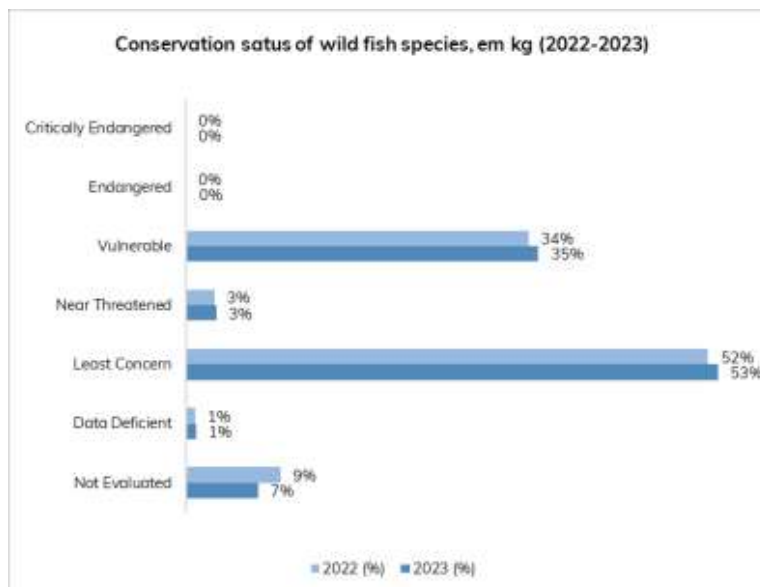 Conservation satus of wild fish species, em kg (2022-2023)
Critically Endangered
0%
0%
Endangered
0%
0%
Vulnerable
34%
35%
Near Threatened
3%
3%
Least Concern
52%
53%
Data Deficient
1%
1%
Not Evaluated
9%
7%
2022 (%) 2023 (%)